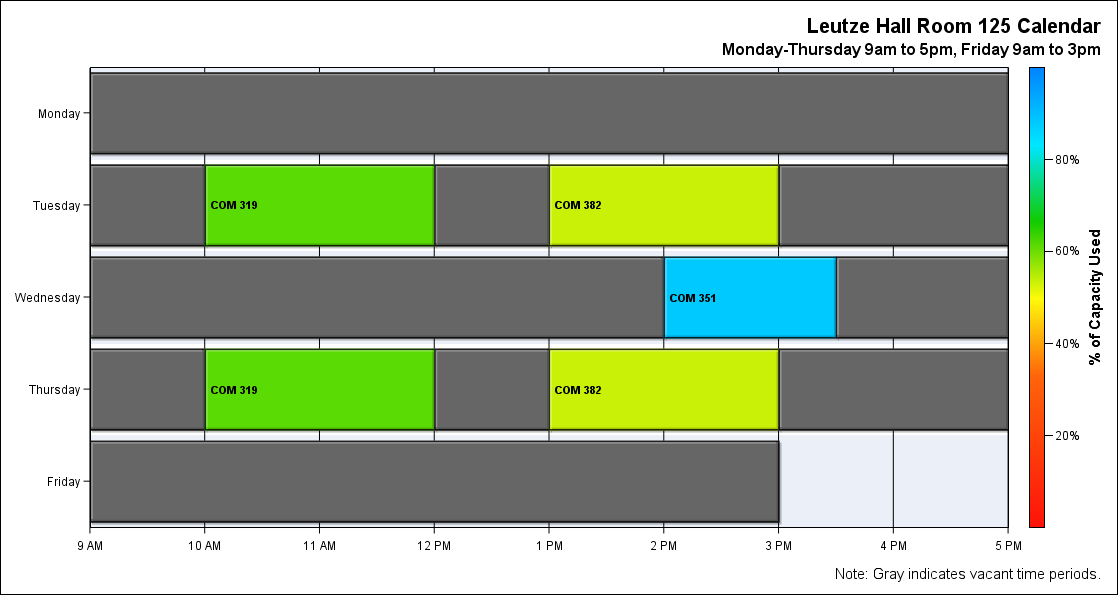 Leutze Hall Room 125 Calendar
Monday-Thursday 9am to 5pm, Friday 9am to 3pm
Monday
Tuesday
COM 319
COM 382
Wednesday
COM 351
Thursday
COM 319
COM 382
Friday
9 AM 10 AM 11 AM 12 PM 1 PM 2 PM 3 PM 4 PM 5 PM
80%
60%
40%
20%
% of Capacity Used
Note: Gray indicates vacant time periods.